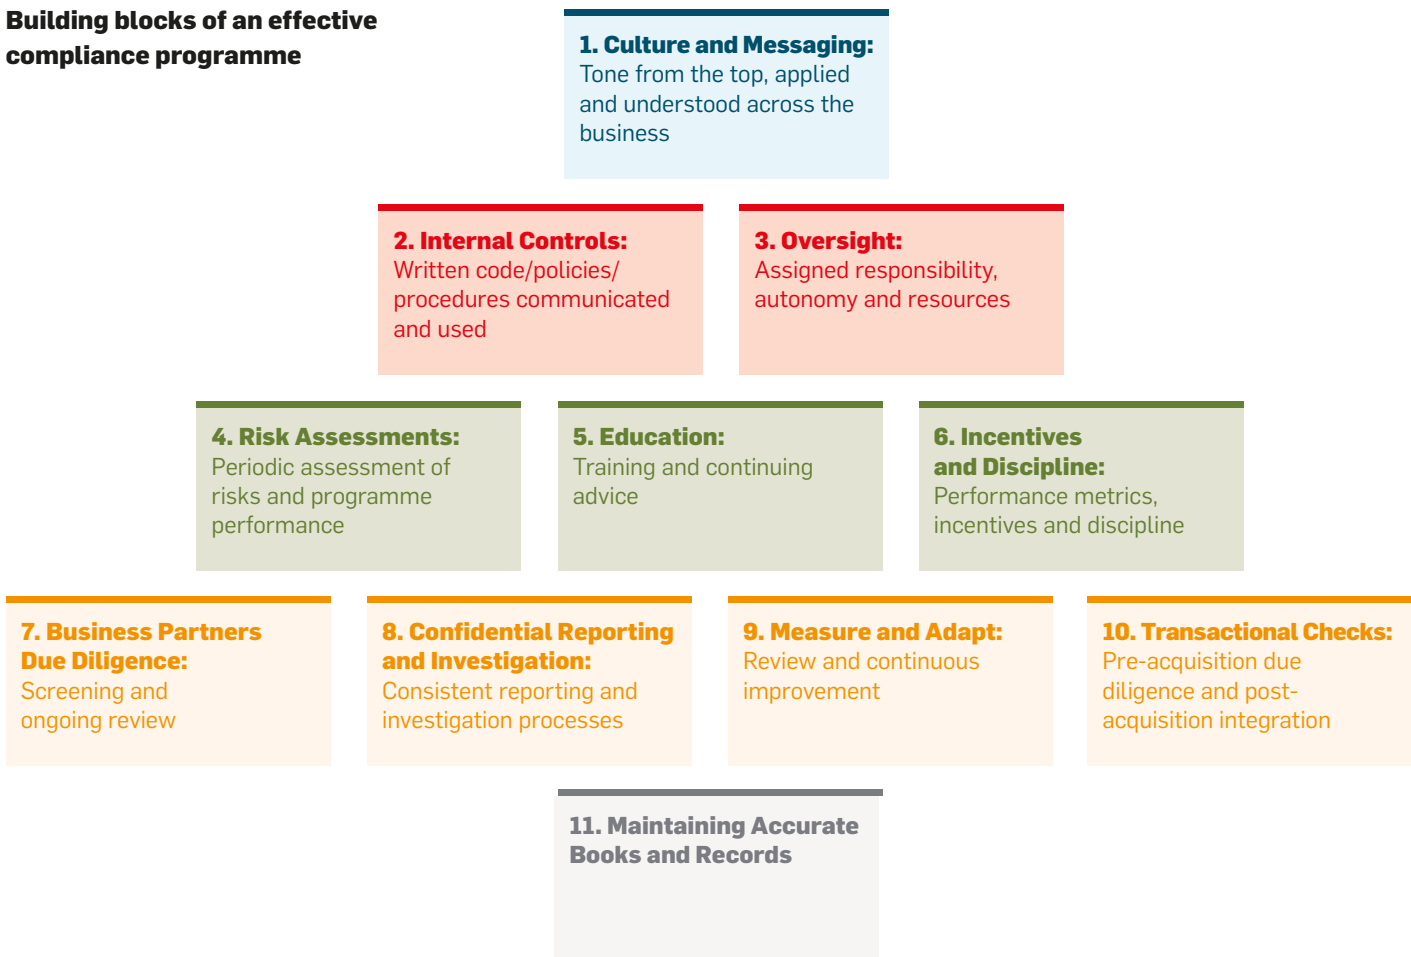 Building blocks of an effective
compliance programme
1. Culture and Messaging:
Tone from the top, applied
and understood across the
business
2. Internal Controls:
Written code/policies/
procedures communicated
and used
3. Oversight:
Assigned responsibility,
autonomy and resources
4. Risk Assessments:
Periodic assessment of
risks and programme
performance
5. Education:
Training and continuing
advice
6. Incentives
and Discipline:
Performance metrics,
incentives and discipline
7. Business Partners
Due Diligence:
Screening and
ongoing review
8. Confidential Reporting
and Investigation:
Consistent reporting and
investigation processes
9. Measure and Adapt:
Review and continuous
improvement
10. Transactional Checks:
Pre-acquisition due
diligence and post-
acquisition integration
11. Maintaining Accurate
Books and Records